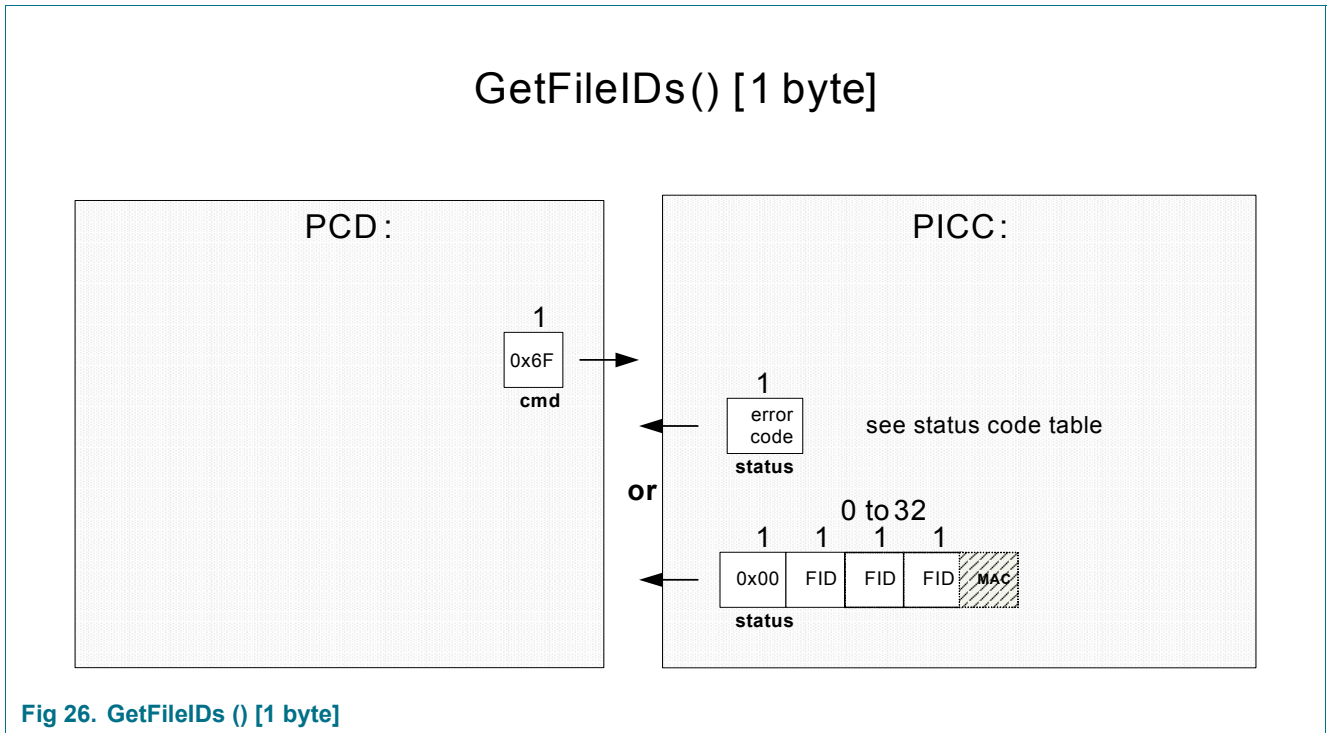 GetFileIDs() [1 byte]
PCD:
PICC:
1
0x6F
cmd
1
error
code
see status code table
status
or
0 to 32
1 1 1 1
0x00 FID FID FID MAC
status
Fig 26. GetFileIDs () [1 byte]